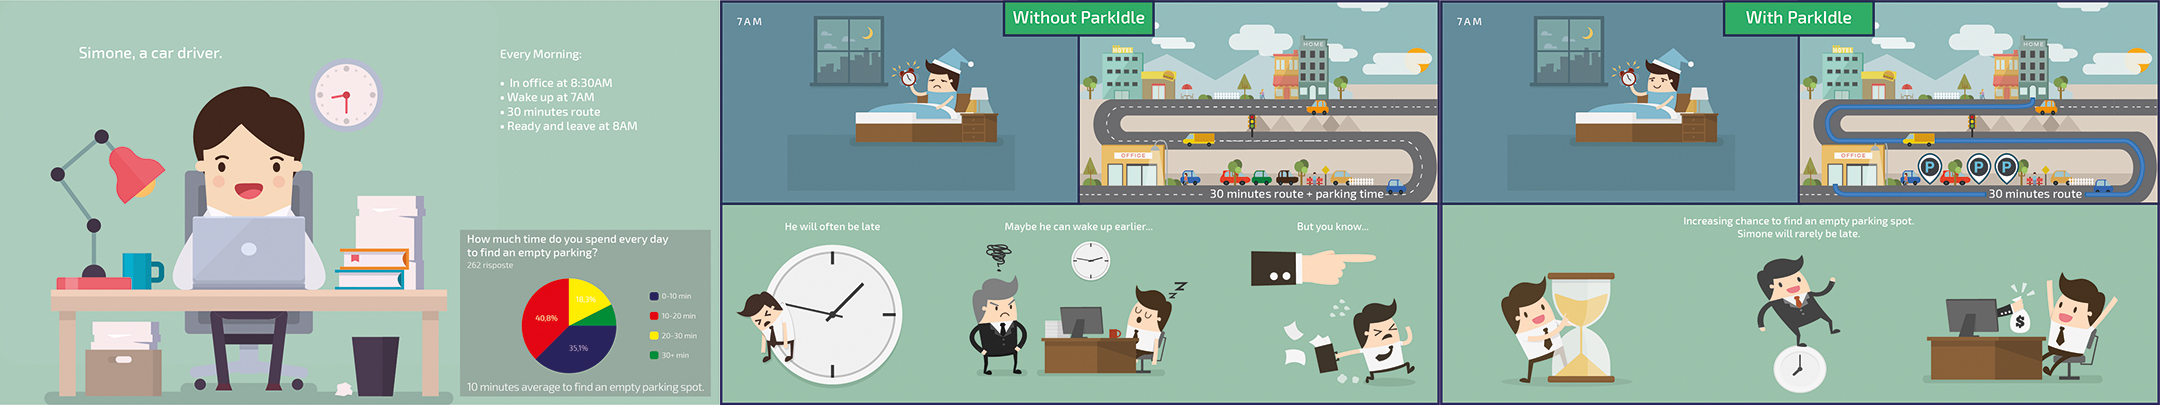 Simone, a car driver.
Every Morning:
• In office at 8:30AM
• Wake up at 7AM
• 30 minutes route
• Ready and leave at 8AM
How much time do you spend every day
to find an empty parking?
262 risposte
40,8%
18,3%
35,1%
0-10 min
10-20 min
20-30 min
30+ min
10 minutes average to find an empty parking spot.
7AM
Without ParkIdle
HOTEL
HOME
OFFICE
30 minutes route + parking time
He will often be late
Maybe he can wake up earlier...
But you know...
Z Z
7AM
With ParkIdle
HOTEL
HOME
OFFICE
P P P
30 minutes route
Increasing chance to find an empty parking spot.
Simone will rarely be late.
$